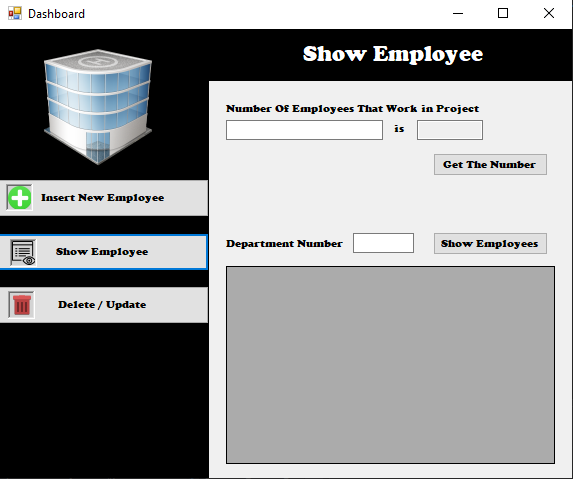 Dashboard
Show Employee
Insert New Employee
Show Employee
Delete / Update
Number Of Employees That Work in Project
is
Get The Number
Department Number
Show Employees